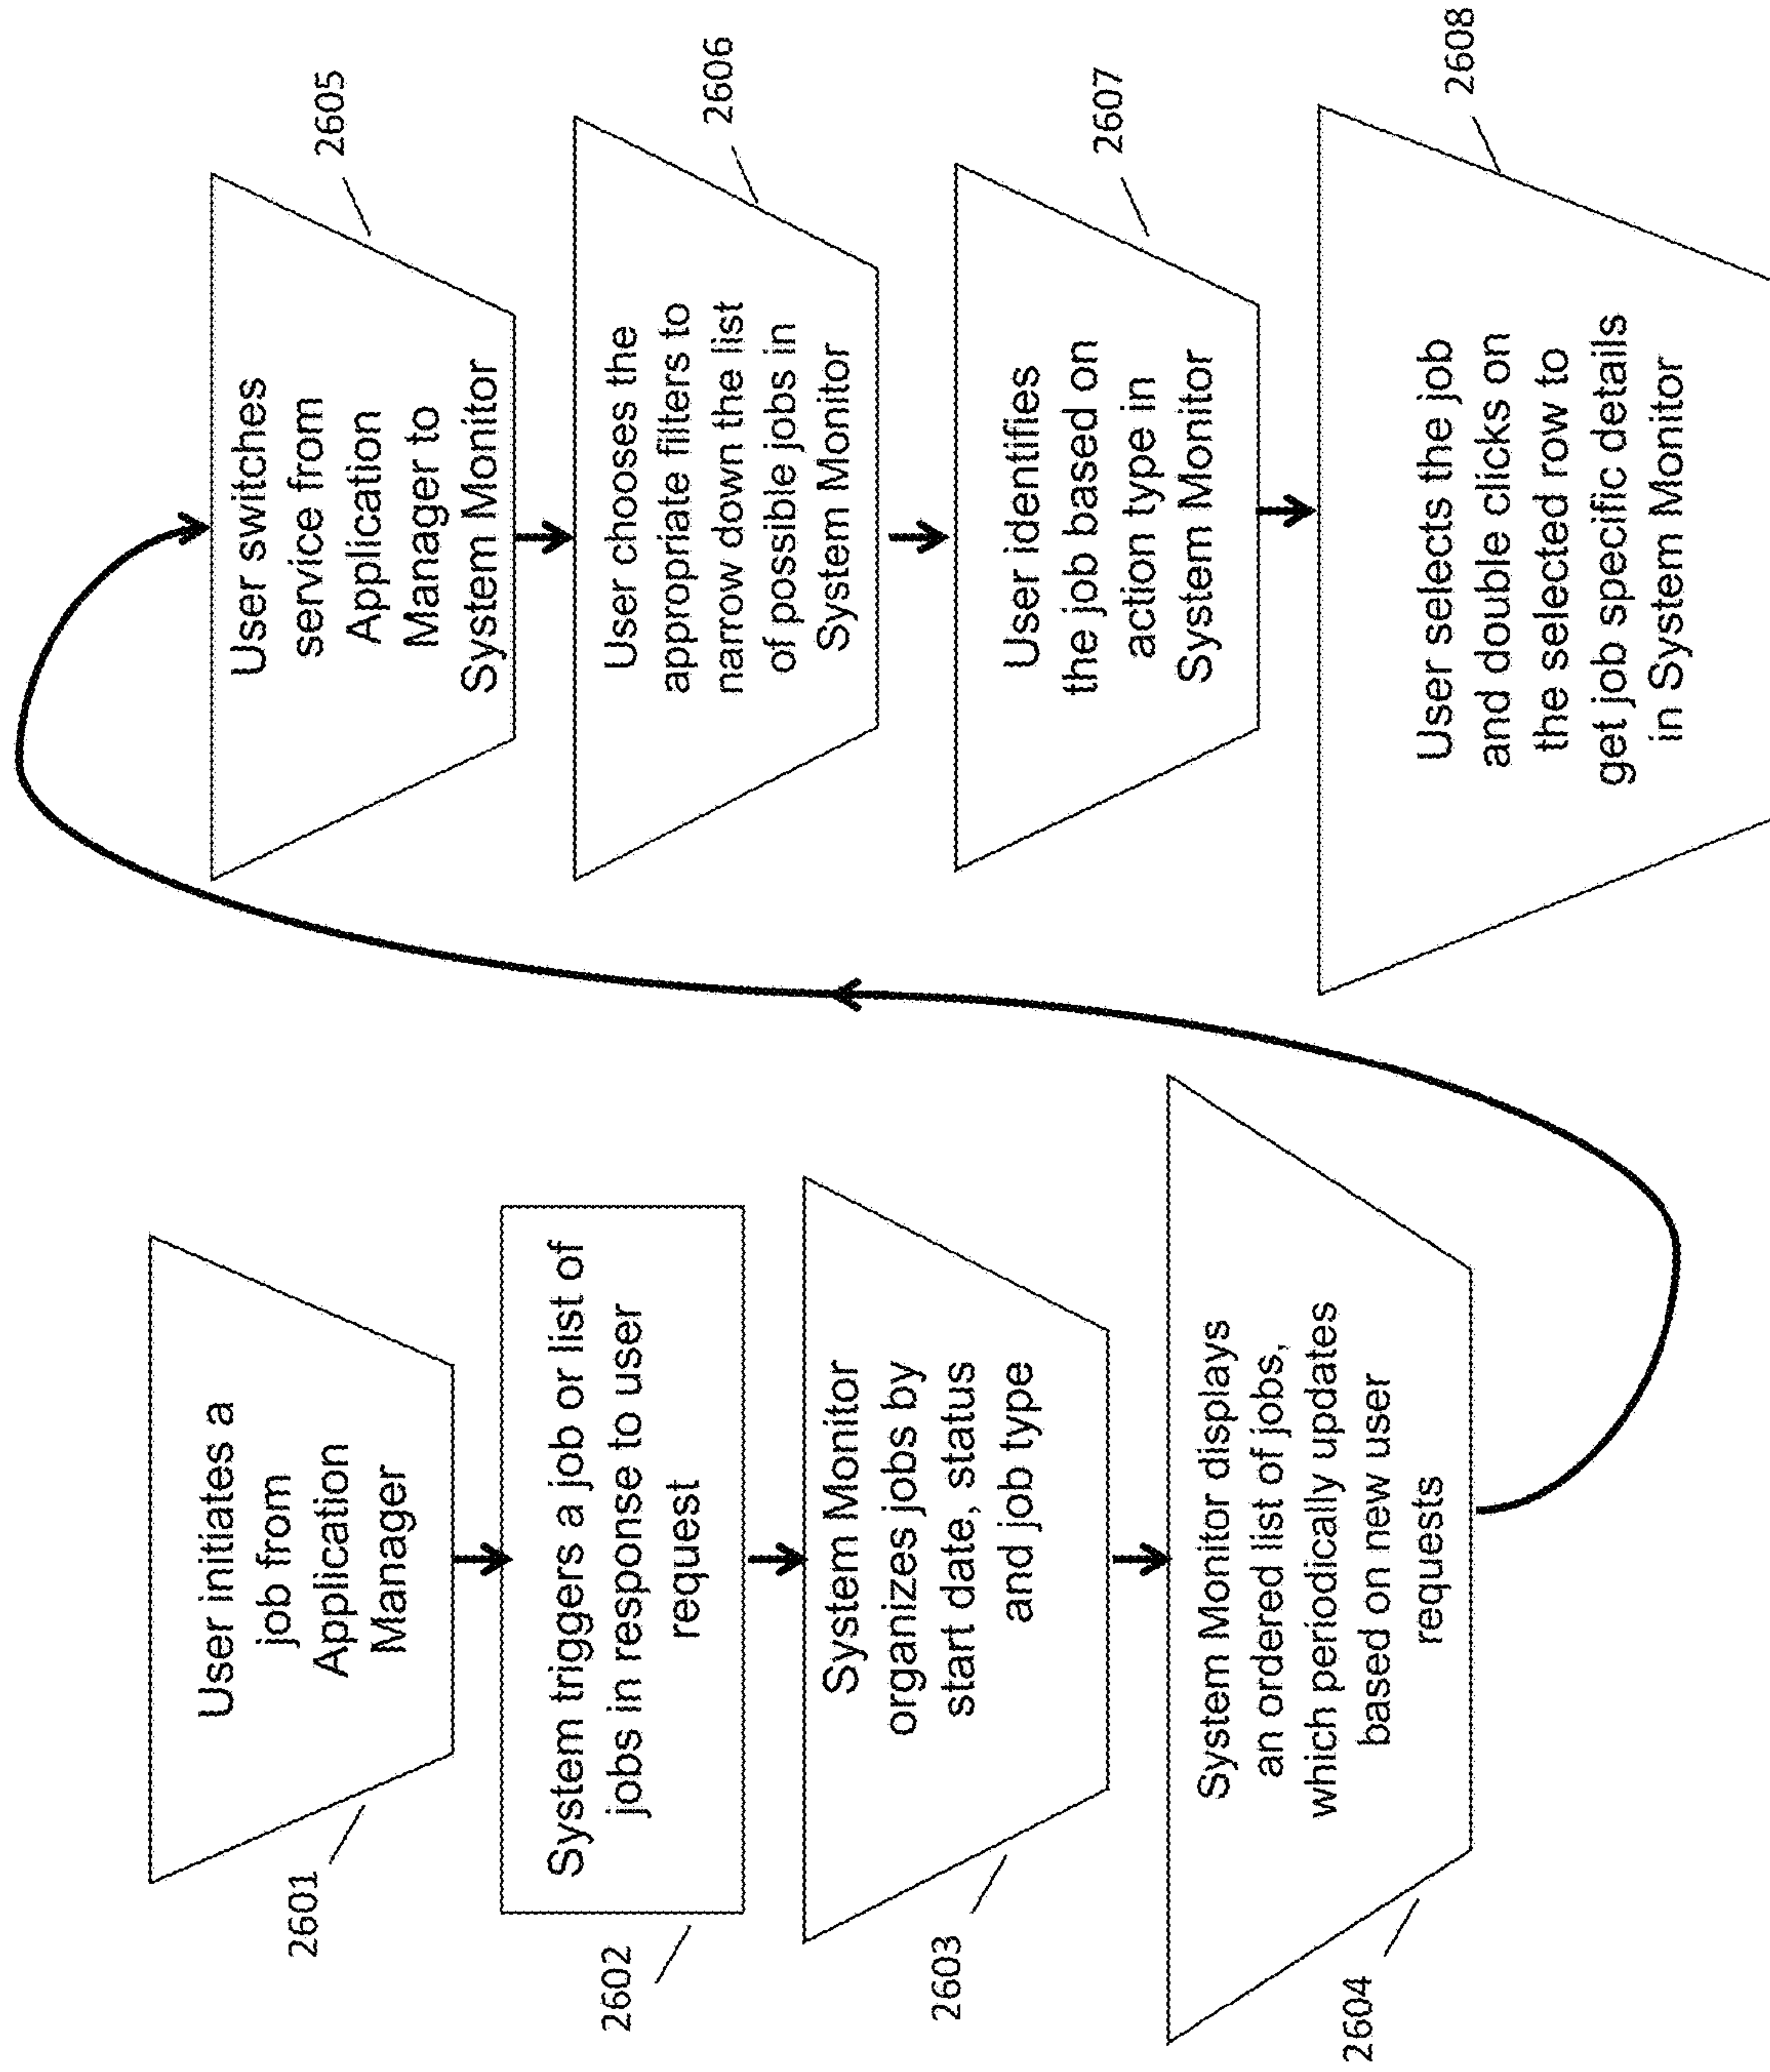 User initiates a
job from
Application
Manager
2601
System triggers a job or list of
jobs in response to user
request
2602
System Monitor
organizes jobs by
start date, status
and job type
2603
System Monitor displays
an ordered list of jobs,
which periodically updates
based on new user
requests
2604
User switches
service from
Application
Manager to
System Monitor
2605
User chooses the
appropriate filters to
narrow down the list
of possible jobs in
System Monitor
2606
User identifies
the job based on
action type in
System Monitor
2607
User selects the job
and double clicks on
the selected row to
get job specific details
in System Monitor
2608